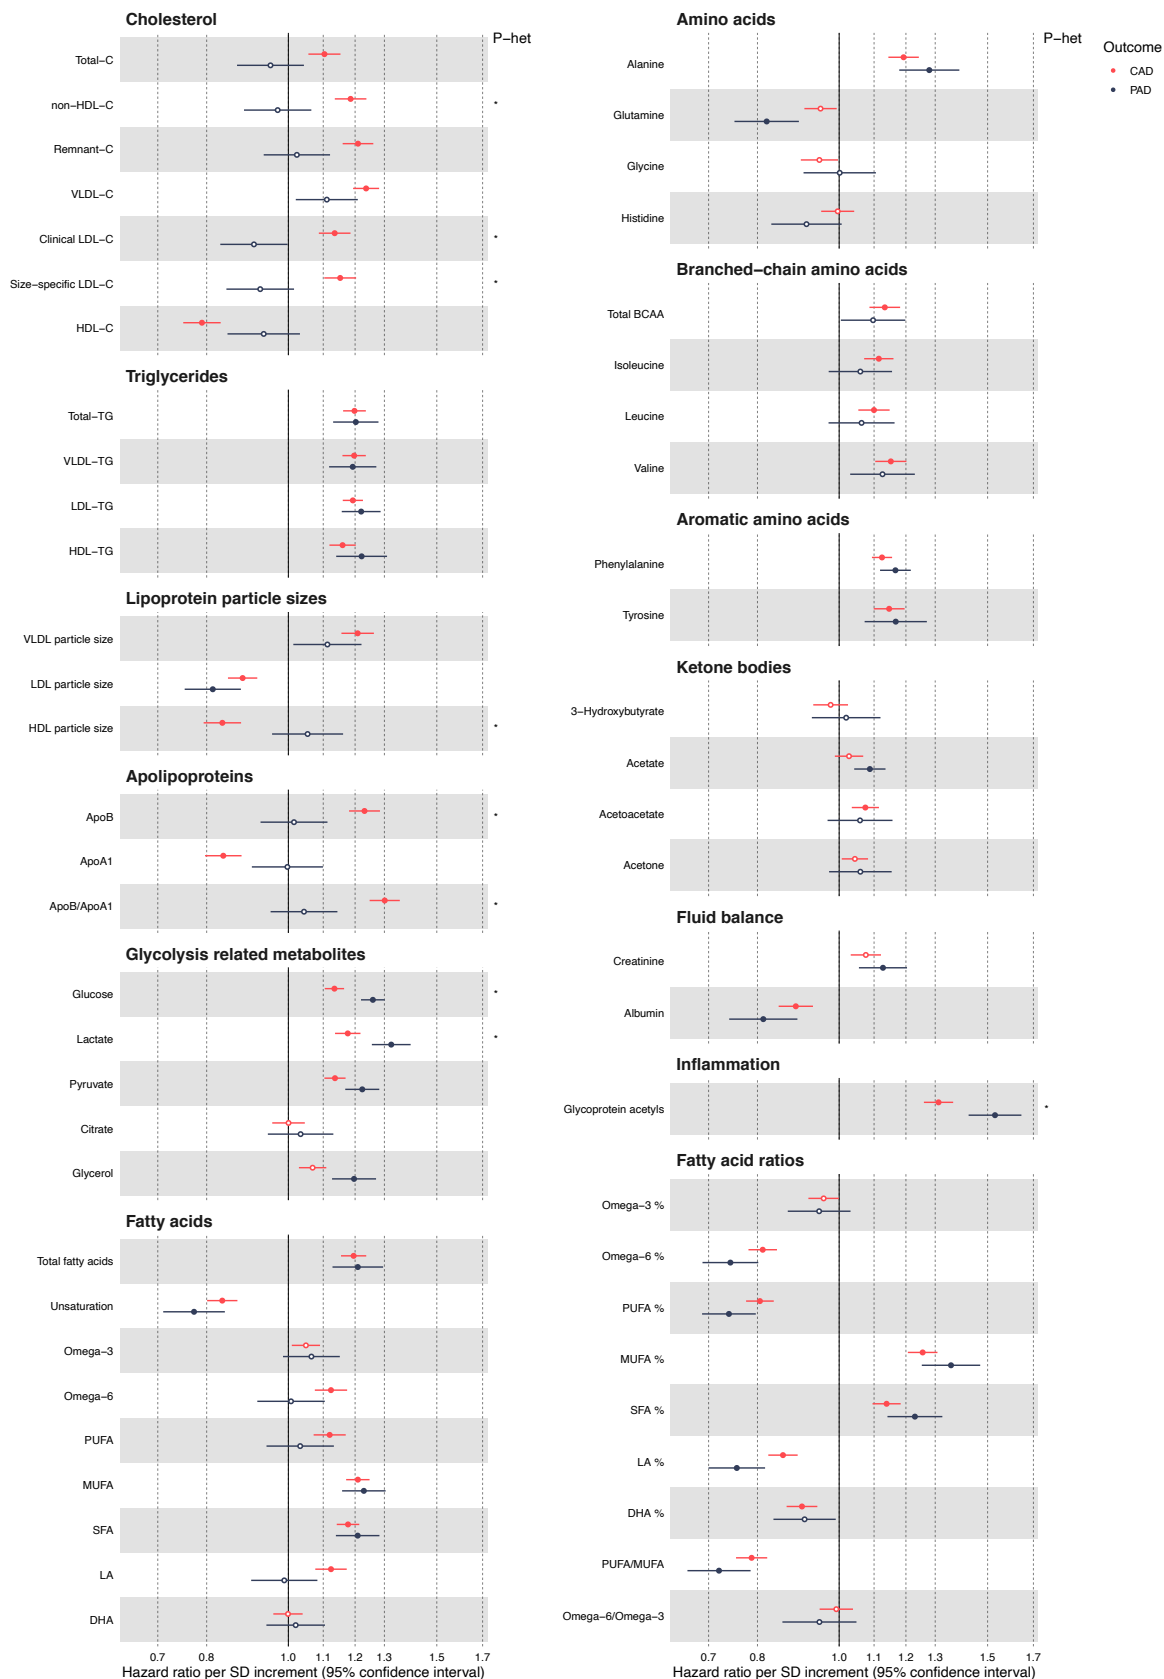 Cholesterol
P-het
Total-C
non-HDL-C
*
Remnant-C
VLDL-C
Clinical LDL-C
*
Size-specific LDL-C
*
HDL-C
Triglycerides
Total-TG
VLDL-TG
LDL-TG
HDL-TG
Lipoprotein particle sizes
VLDL particle size
LDL particle size
HDL particle size
*
Apolipoproteins
ApoB
*
ApoA1
ApoB/ApoA1
*
Glycolysis related metabolites
Glucose
*
Lactate
*
Pyruvate
Citrate
Glycerol
Fatty acids
Total fatty acids
Unsaturation
Omega-3
Omega-6
PUFA
MUFA
SFA
LA
DHA
0.7 0.8 1.0 1.1 1.2 1.3 1.5 1.7
Hazard ratio per SD increment (95% confidence interval)
Amino acids
P-het
Alanine
Glutamine
Glycine
Histidine
Branched-chain amino acids
Total BCAA
Isoleucine
Leucine
Valine
Aromatic amino acids
Phenylalanine
Tyrosine
Ketone bodies
3-Hydroxybutyrate
Acetate
Acetoacetate
Acetone
Fluid balance
Creatinine
Albumin
Inflammation
Glycoprotein acetyls
*
Fatty acid ratios
Omega-3 %
Omega-6 %
PUFA %
MUFA %
SFA %
LA %
DHA %
PUFA/MUFA
Omega-6/Omega-3
0.7 0.8 1.0 1.1 1.2 1.3 1.5 1.7
Hazard ratio per SD increment (95% confidence interval)
Outcome
CAD
PAD